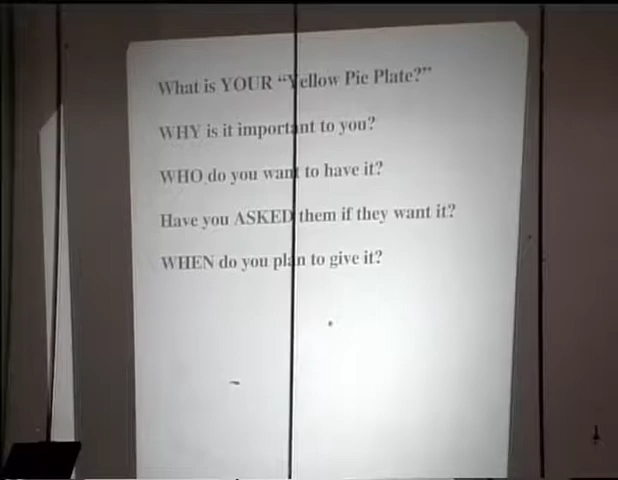 What is YOUR “Yellow Pie Plate?”
WHY is it important to you?
WHO do you want to have it?
Have you ASKED them if they want it?
WHEN do you plan to give it?